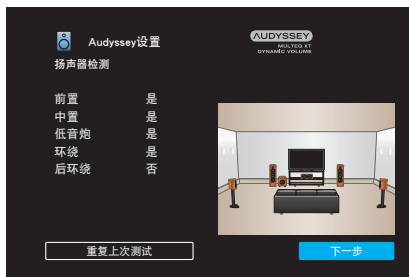 Audyssey设置
AUDYSSEY
MULTEQ XT
DYNAMIC VOLUME
扬声器检测
前置 是
中置 是
低音炮 是
环绕 是
后环绕 否
重复上次测试
下一步